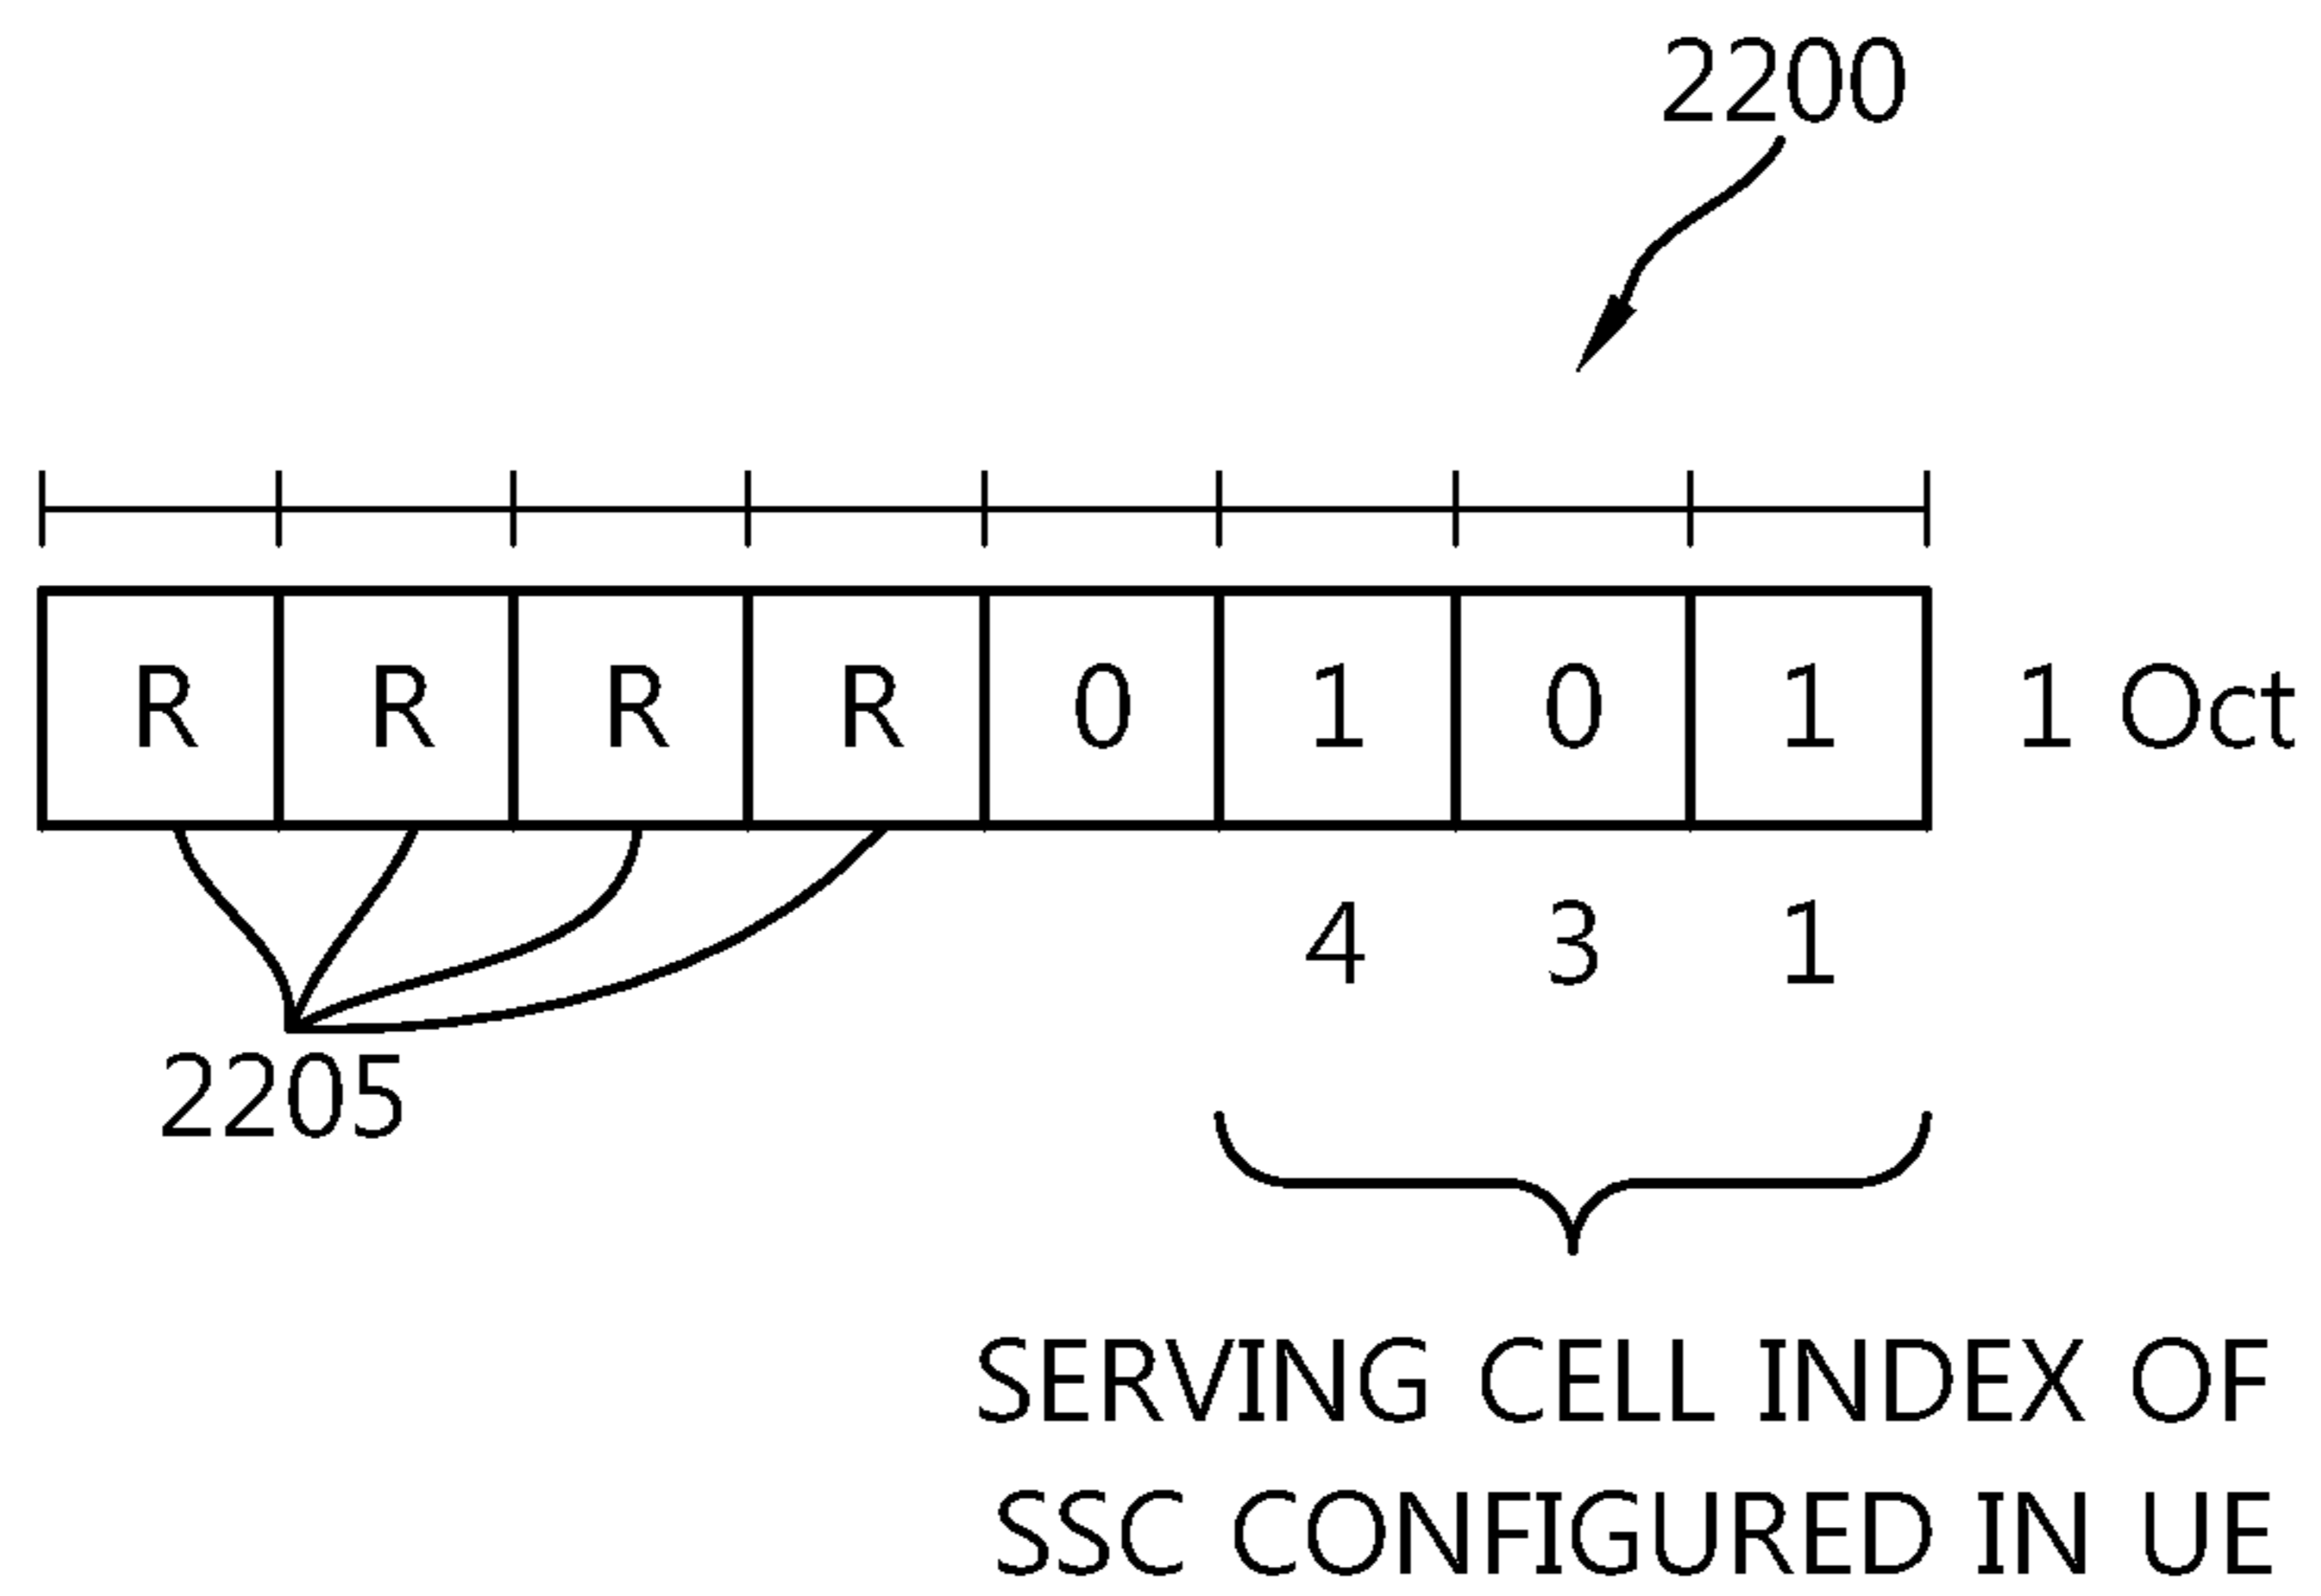 2200
R R R R 0 1 0 1 1 Oct
4 3 1
2205
SERVING CELL INDEX OF
SSC CONFIGURED IN UE